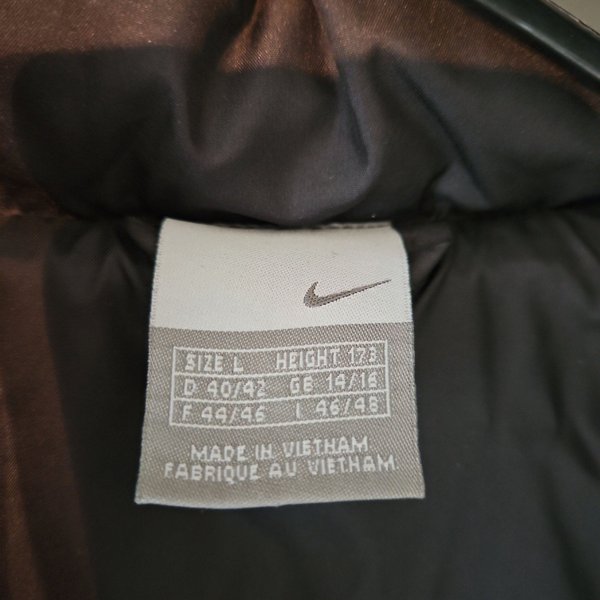 SIZE L HEIGHT 173
D 40/42 GB 14/16
F 44/46 I 46/48
MADE IN VIETNAM
FABRIQUE AU VIETNAM